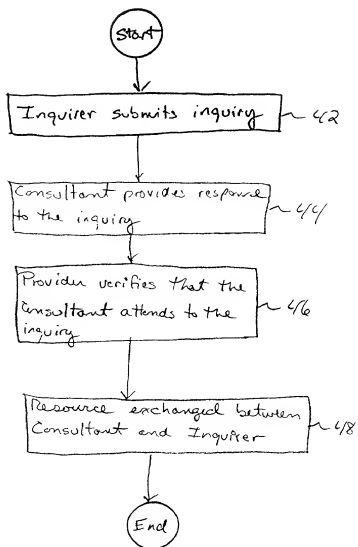 Start
Inquirer submits inquiry 42
Consultant provides response
to the inquiry 44
Provider verifies that the
Consultant attends to the
inquiry 46
Resource exchanged between
Consultant and Inquirer 48
End